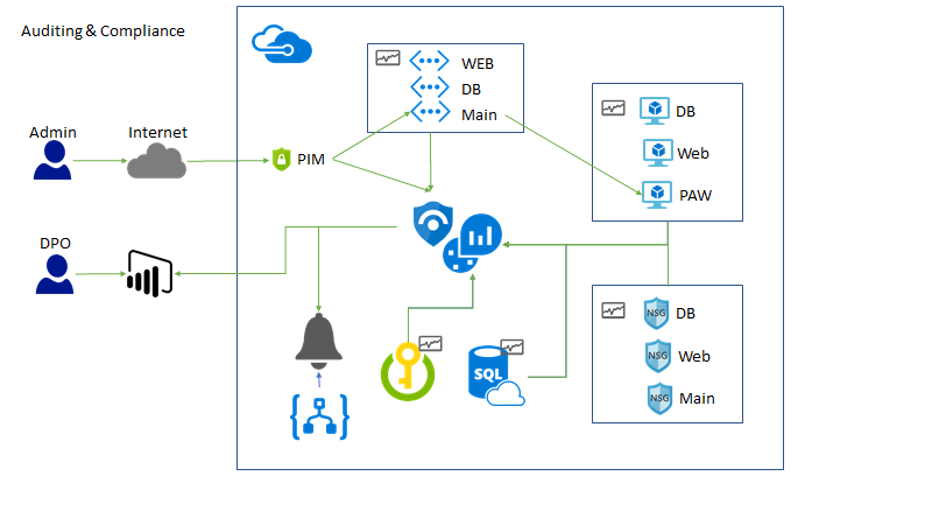 Auditing & Compliance
WEB
DB
Main
Admin
Internet
PIM
DB
Web
PAW
DPO
SQL
NSG DB
NSG Web
NSG Main